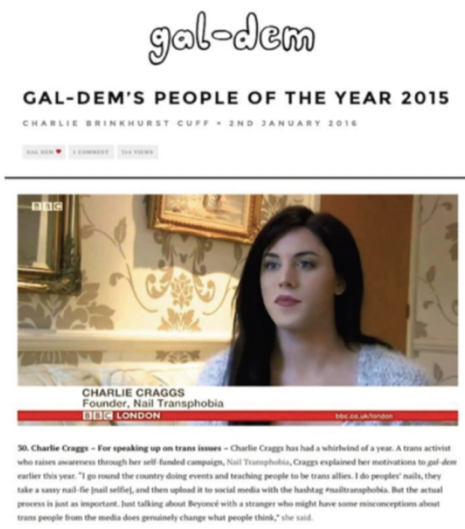 gal-dem
GAL-DEM'S PEOPLE OF THE YEAR 2015
CHARLIE BRINKHURST CUFF • 2ND JANUARY 2016
GAL DEM ♥ 1 COMMENT VIEWS
BBC
CHARLIE CRAGGS
Founder, Nail Transphobia
BBC LONDON bbc.co.uk/london
30. Charlie Craggs – For speaking up on trans issues – Charlie Craggs has had a whirlwind of a year. A trans activist
who raises awareness through her self-funded campaign, Nail Transphobia, Craggs explained her motivations to gal-dem
earlier this year. "I go round the country doing events and teaching people to be trans allies. I do peoples' nails, they
take a sassy nail-fie [nail selfie], and then upload it to social media with the hashtag #nailtransphobia. But the actual
process is just as important. Just talking about Beyoncé with a stranger who might have some misconceptions about
trans people from the media does genuinely change what people think," she said.